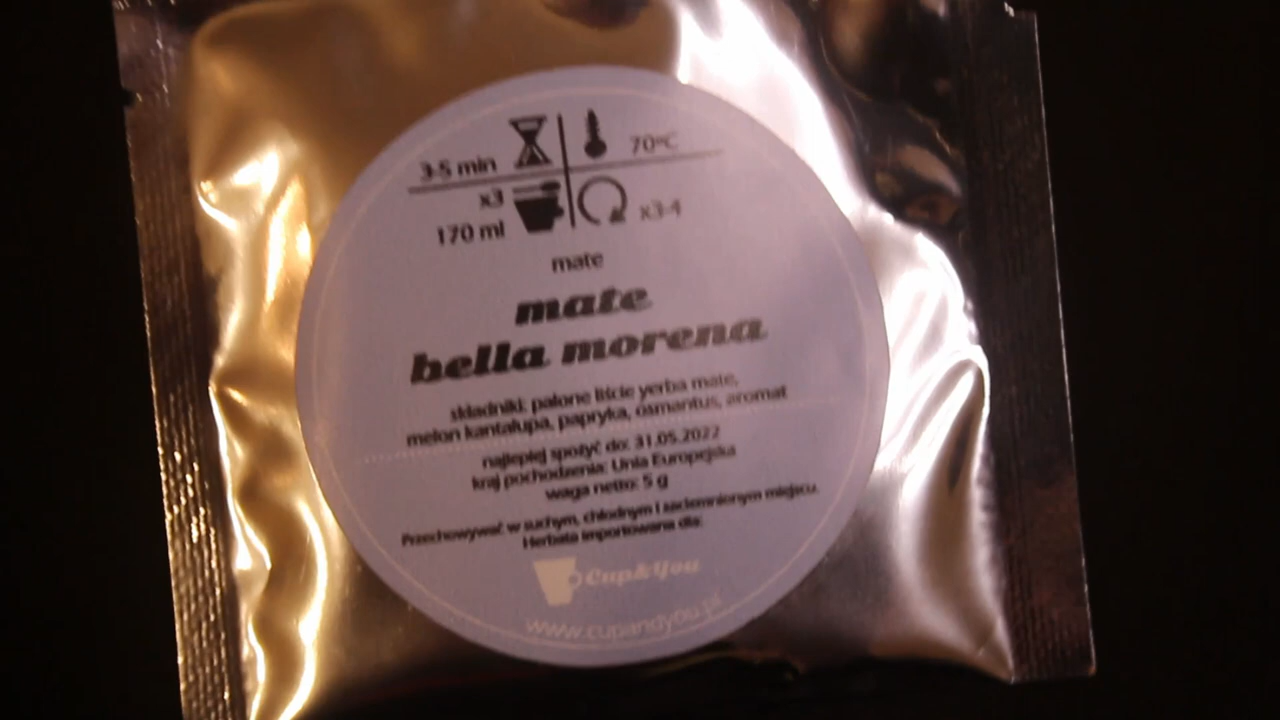 3-5 min 70°C
x3 x3-4
170 ml
mate
mate
bella morena
składniki: palone liście yerba mate,
melon kantalupa, papryka, osmantus, aromat
najlepiej spożyć do: 31.05.2022
kraj pochodzenia: Unia Europejska
waga netto: 5 g
Przechowywać w suchym, chłodnym i zaciemnionym miejscu.
Herbata importowana dla:
Cup&You
www.cupandyou.pl